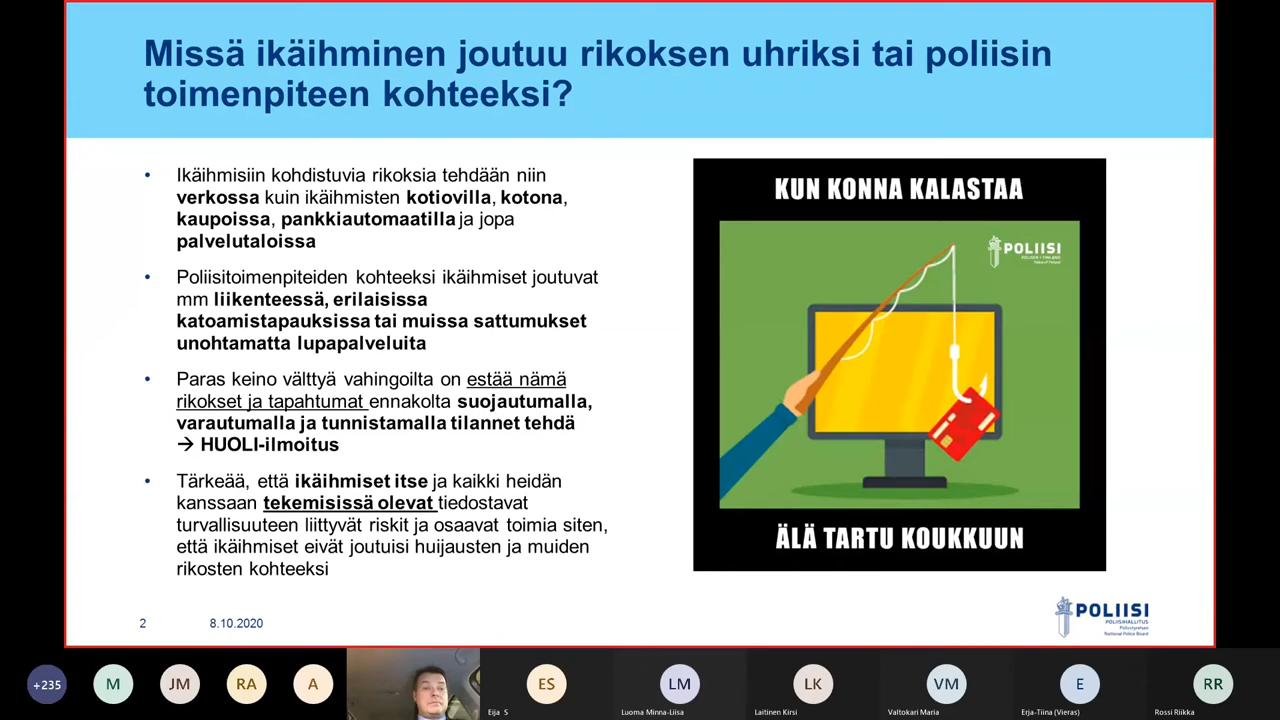 Missä ikäihminen joutuu rikoksen uhriksi tai poliisin
toimenpiteen kohteeksi?
• Ikäihmisiin kohdistuvia rikoksia tehdään niin
verkossa kuin ikäihmisten kotiovilla, kotona,
kaupoissa, pankkiautomaatilla ja jopa
palvelutaloissa
• Poliisitoimenpiteiden kohteeksi ikäihmiset joutuvat
mm liikenteessä, erilaisissa
katoamistapauksissa tai muissa sattumukset
unohtamatta lupapalveluita
• Paras keino välttyä vahingoilta on estää nämä
rikokset ja tapahtumat ennakolta suojautumalla,
varautumalla ja tunnistamalla tilannet tehdä
→ HUOLI-ilmoitus
• Tärkeää, että ikäihmiset itse ja kaikki heidän
kanssaan tekemisissä olevat tiedostavat
turvallisuuteen liittyvät riskit ja osaavat toimia siten,
että ikäihmiset eivät joutuisi huijausten ja muiden
rikosten kohteeksi
KUN KONNA KALASTAA
POLIISI
POLISEN I FINLAND
Police of Finland
ÄLÄ TARTU KOUKKUUN
2 8.10.2020
POLIISI
POLIISIHALLITUS
Polisstyrelsen
National Police Board
+235 M JM RA A ES LM LK VM E RR
Eija S Luoma Minna-Liisa Laitinen Kirsi Valtokari Maria Erja-Tiina (Vieras) Rossi Riikka